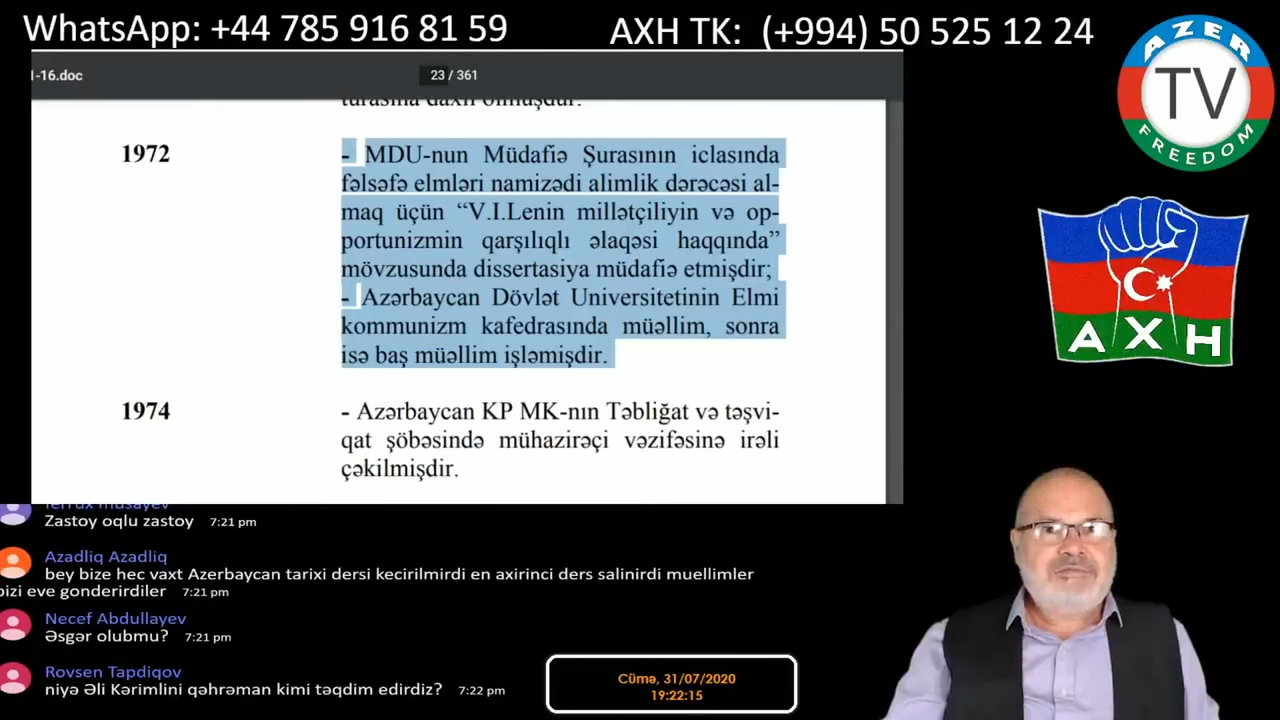 WhatsApp: +44 785 916 81 59
AXH TK: (+994) 50 525 12 24
AZER
TV
FREEDOM
1-16.doc
23 / 361
1972
- MDU-nun Müdafiə Şurasının iclasında
fəlsəfə elmləri namizədi alimlik dərəcəsi al-
maq üçün “V.I.Lenin millətçiliyin və op-
portunizmin qarşılıqlı əlaqəsi haqqında”
mövzusunda dissertasiya müdafiə etmişdir;
- Azərbaycan Dövlət Universitetinin Elmi
kommunizm kafedrasında müəllim, sonra
isə baş müəllim işləmişdir.
1974
- Azərbaycan KP MK-nın Təbliğat və təşvi-
qat şöbəsində mühazirəçi vəzifəsinə irəli
çəkilmişdir.
AXH
Zastoy oqlu zastoy 7:21 pm
Azadliq Azadliq
bey bize hec vaxt Azerbaycan tarixi dersi kecirilmirdi en axirinci ders salinirdi muellimler
bizi eve gonderirdiler 7:21 pm
Necef Abdullayev
Əsgər olubmu? 7:21 pm
Rovsen Tapdiqov
niyə Əli Kərimlini qəhrəman kimi təqdim edirdiz? 7:22 pm
Cümə, 31/07/2020
19:22:15